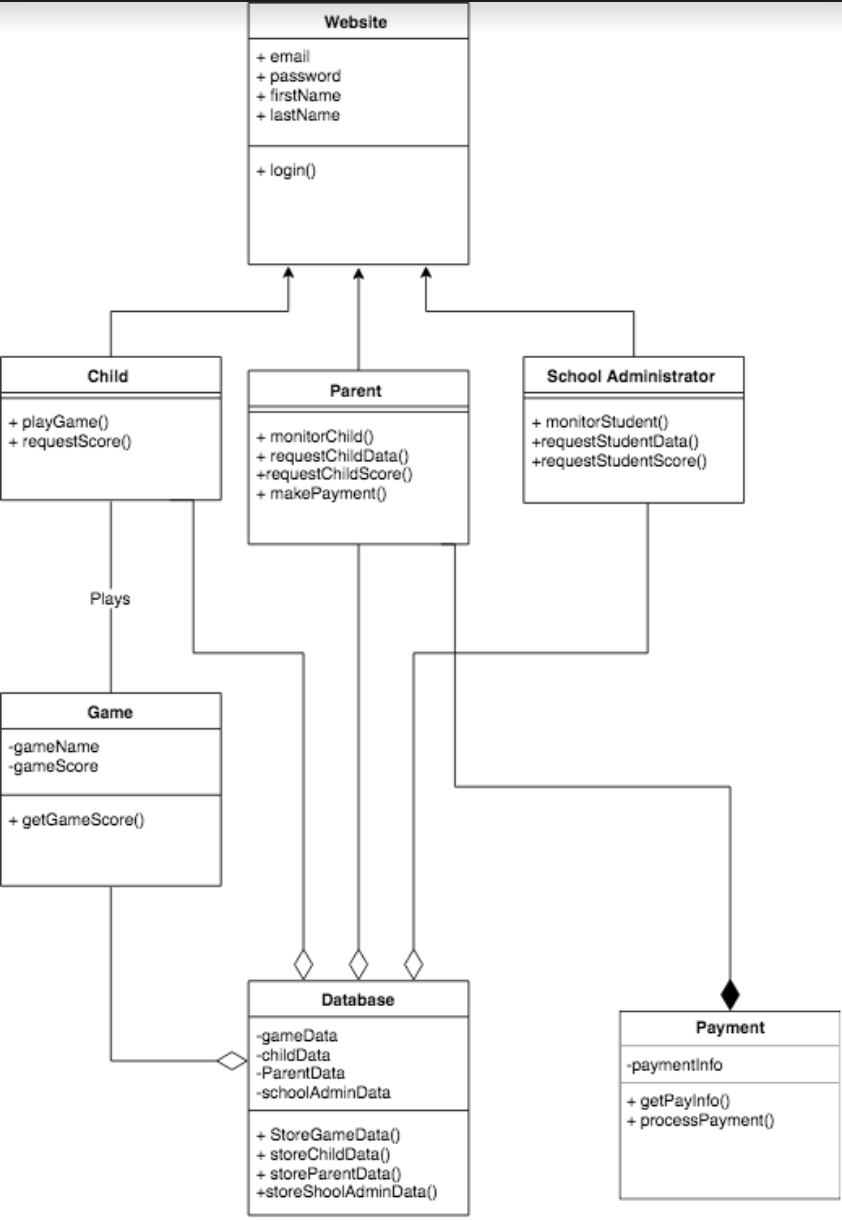 Website
+ email
+ password
+ firstName
+ lastName
+ login()
Child
+ playGame()
+ requestScore()
Parent
+ monitorChild()
+ requestChildData()
+requestChildScore()
+ makePayment()
School Administrator
+ monitorStudent()
+requestStudentData()
+requestStudentScore()
Plays
Game
-gameName
-gameScore
+ getGameScore()
Database
-gameData
-childData
-ParentData
-schoolAdminData
+ StoreGameData()
+ storeChildData()
+ storeParentData()
+storeShoolAdminData()
Payment
-paymentInfo
+ getPayInfo()
+ processPayment()